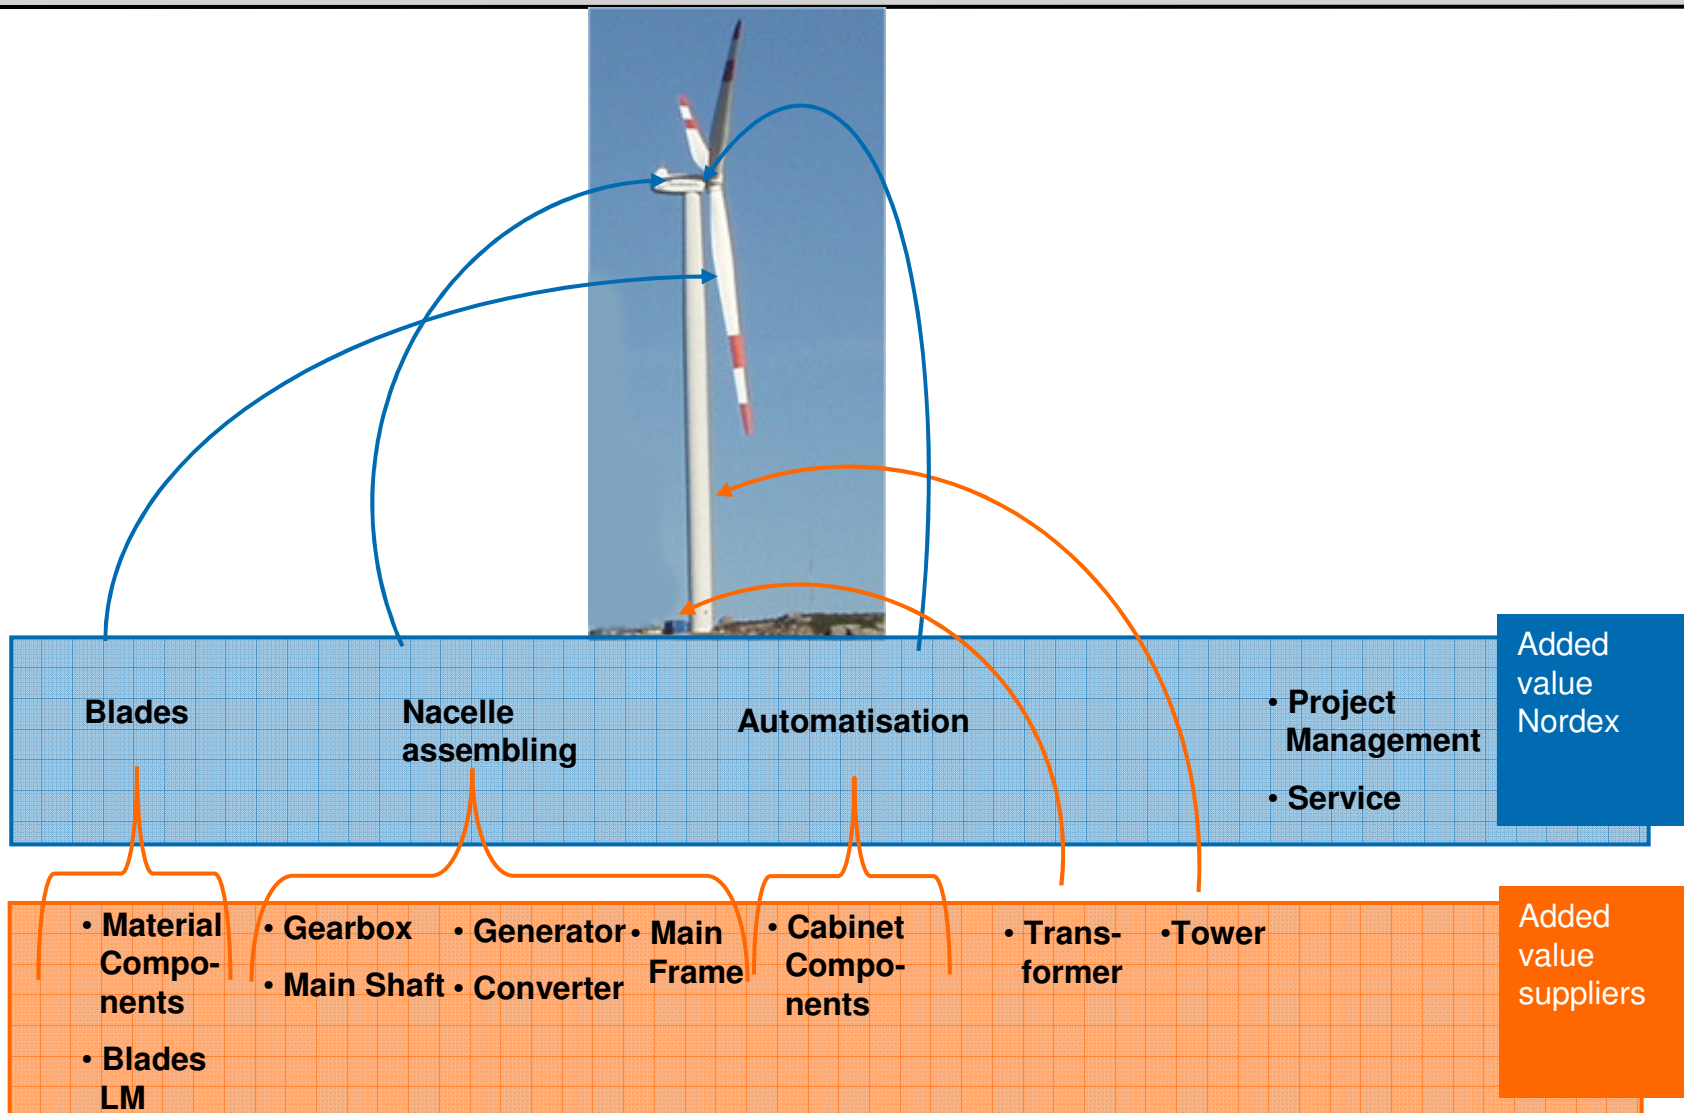 Added
value
Nordex
Blades
Nacelle
assembling
Automatisation
• Project
Management
• Service
Added
value
suppliers
• Material
Compo-
nents
• Blades
LM
• Gearbox
• Main Shaft
• Generator
• Converter
• Main
Frame
• Cabinet
Compo-
nents
• Trans-
former
•Tower